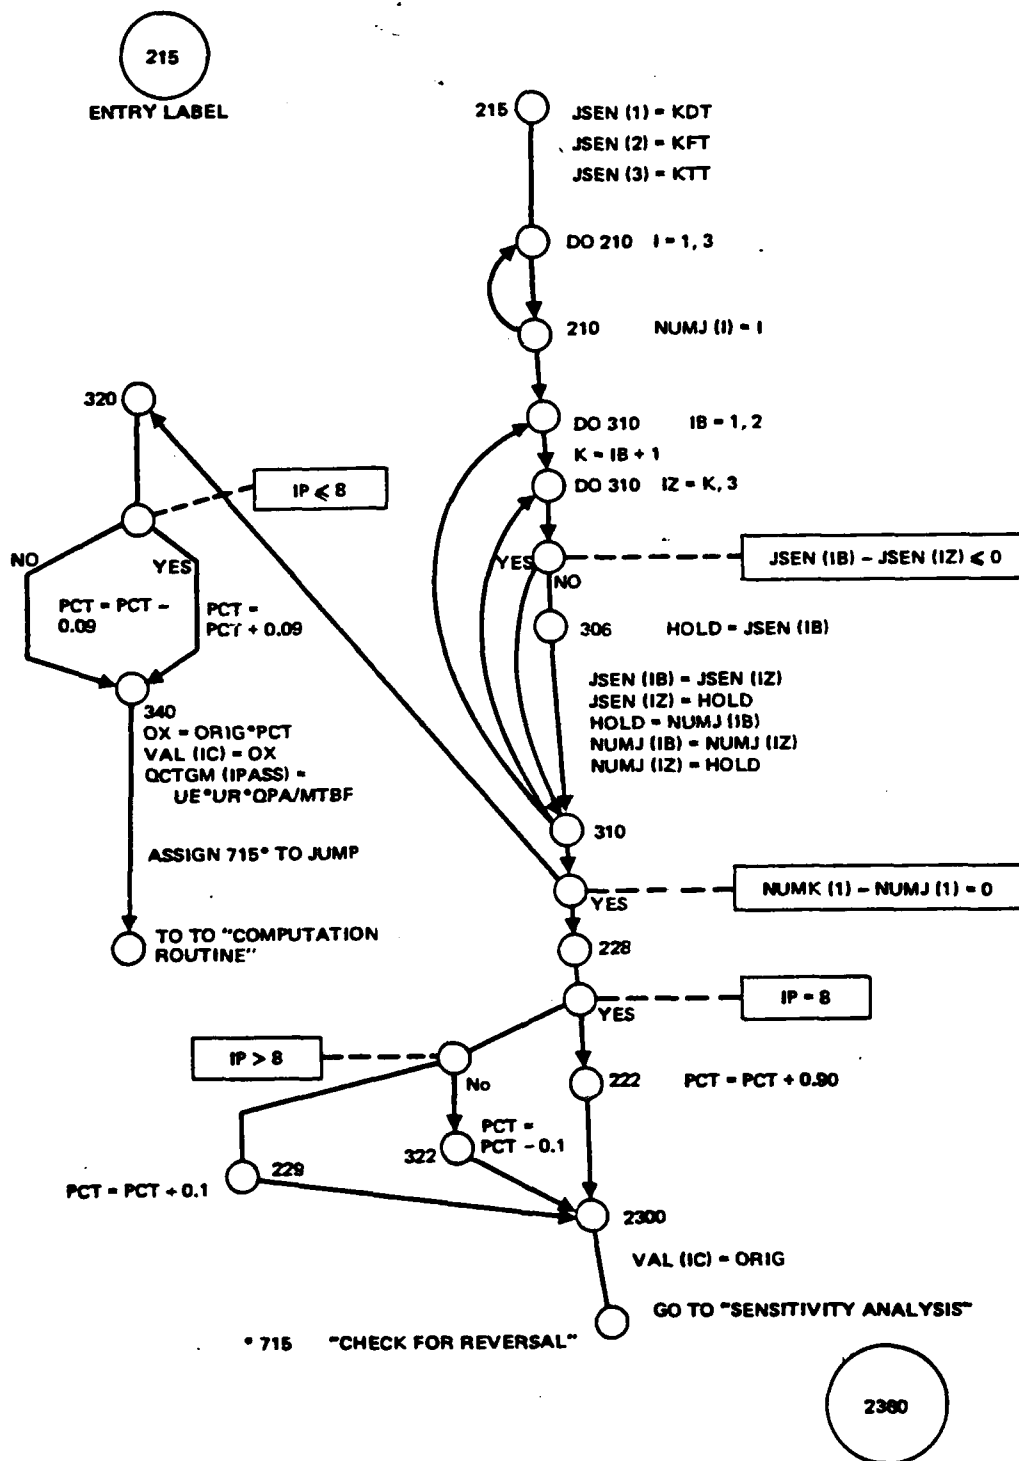 215
ENTRY LABEL
215
JSEN (1) = KDT
JSEN (2) = KFT
JSEN (3) = KTT
DO 210 I = 1, 3
210 NUMJ (I) = I
320
DO 310 IB = 1, 2
K = IB + 1
DO 310 IZ = K, 3
IP ⩽ 8
NO
YES
PCT = PCT -
0.09
PCT =
PCT + 0.09
YES
NO
JSEN (IB) - JSEN (IZ) ⩽ 0
306 HOLD = JSEN (IB)
JSEN (IB) = JSEN (IZ)
JSEN (IZ) = HOLD
HOLD = NUMJ (IB)
NUMJ (IB) = NUMJ (IZ)
NUMJ (IZ) = HOLD
340
OX = ORIG*PCT
VAL (IC) = OX
QCTGM (IPASS) =
UE*UR*QPA/MTBF
ASSIGN 715* TO JUMP
TO TO "COMPUTATION
ROUTINE"
310
YES
NUMK (1) - NUMJ (1) = 0
228
YES
IP = 8
IP > 8
No
222 PCT = PCT + 0.90
PCT =
PCT - 0.1
322
229
PCT = PCT + 0.1
2300
VAL (IC) = ORIG
GO TO "SENSITIVITY ANALYSIS"
* 715 "CHECK FOR REVERSAL"
2380